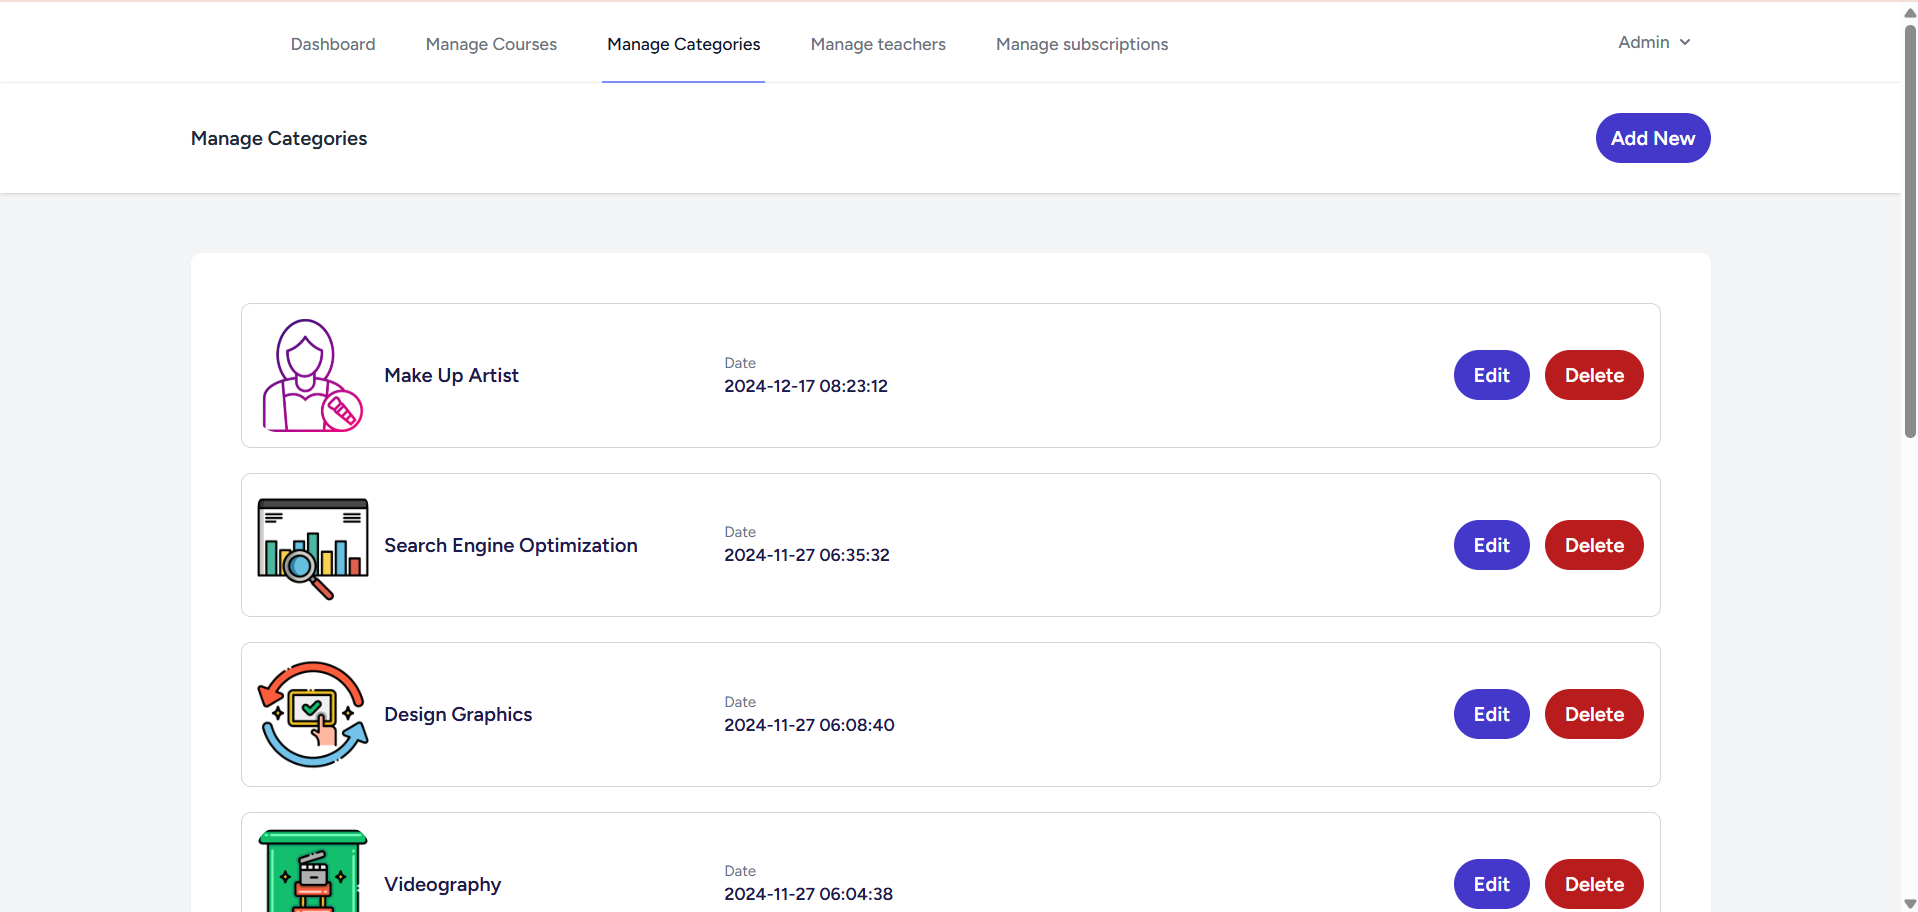 Dashboard Manage Courses Manage Categories Manage teachers Manage subscriptions Admin
Manage Categories Add New
Make Up Artist
Date
2024-12-17 08:23:12
Edit Delete
Search Engine Optimization
Date
2024-11-27 06:35:32
Edit Delete
Design Graphics
Date
2024-11-27 06:08:40
Edit Delete
Videography
Date
2024-11-27 06:04:38
Edit Delete